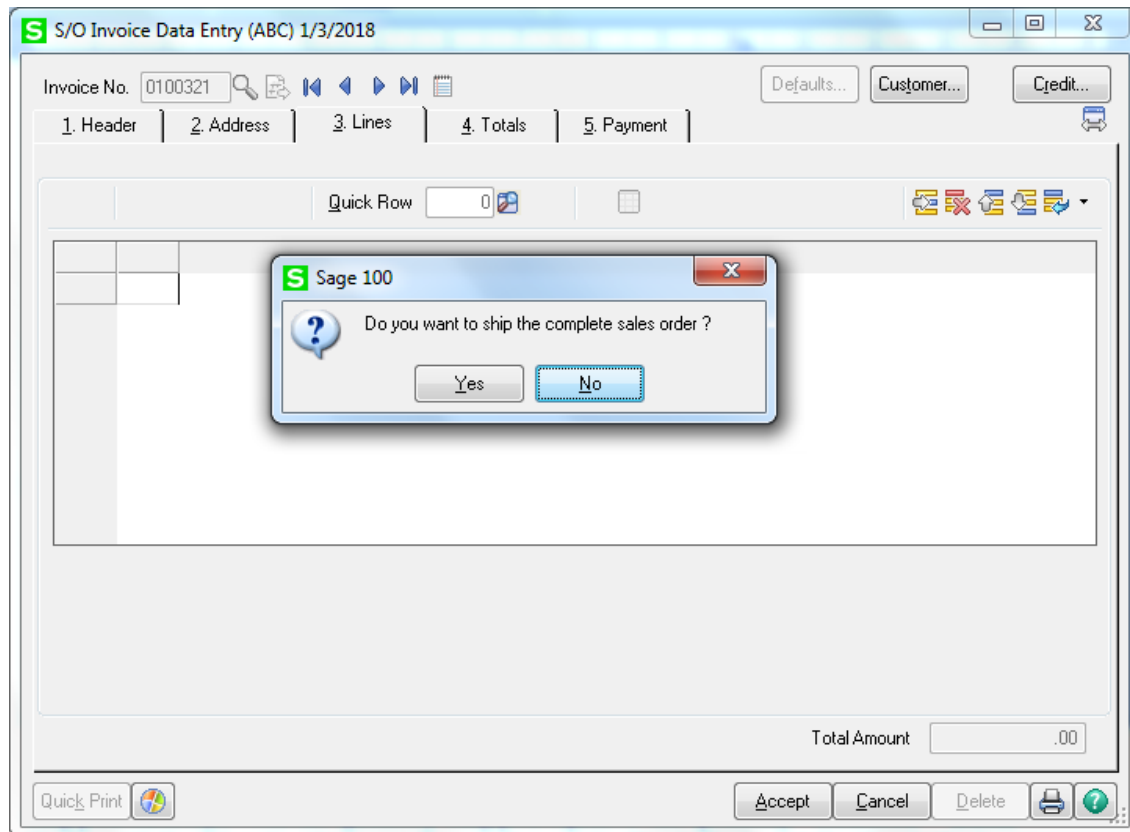 S S/O Invoice Data Entry (ABC) 1/3/2018
Invoice No. 0100321 Defaults... Customer... Credit...
1. Header 2. Address 3. Lines 4. Totals 5. Payment
Quick Row 0
S Sage 100
Do you want to ship the complete sales order ?
Yes No
Total Amount .00
Quick Print Accept Cancel Delete